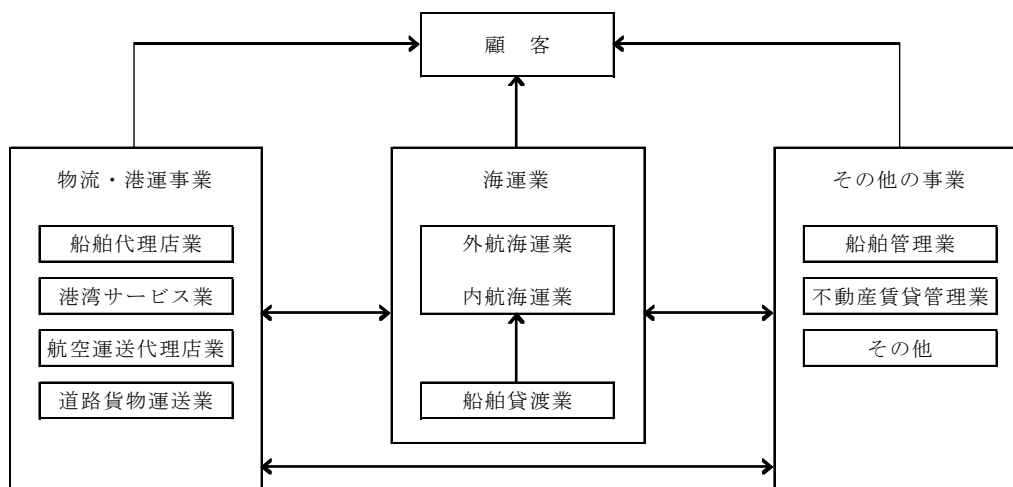 顧 客
物流・港運事業
船舶代理店業
港湾サービス業
航空運送代理店業
道路貨物運送業
海運業
外航海運業
内航海運業
船舶貸渡業
その他の事業
船舶管理業
不動産賃貸管理業
その他